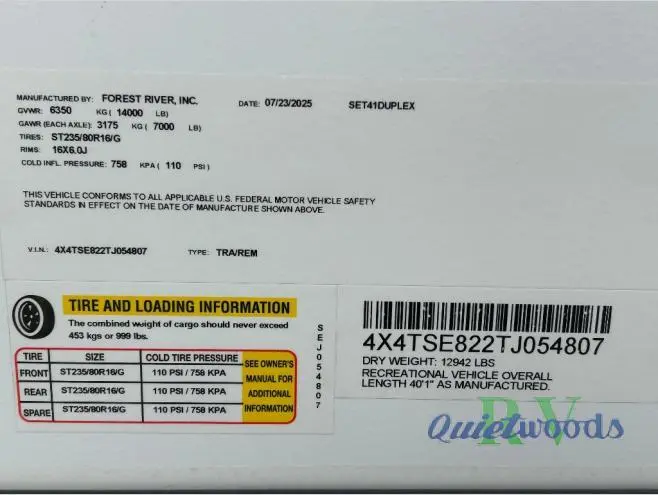 MANUFACTURED BY: FOREST RIVER, INC. DATE: 07/23/2025 SET41DUPLEX
GVWR: 6350 KG ( 14000 LB)
GAWR (EACH AXLE): 3175 KG ( 7000 LB)
TIRES: ST235/80R16/G
RIMS: 16X6.0J
COLD INFL. PRESSURE: 758 KPA ( 110 PSI )
THIS VEHICLE CONFORMS TO ALL APPLICABLE U.S. FEDERAL MOTOR VEHICLE SAFETY
STANDARDS IN EFFECT ON THE DATE OF MANUFACTURE SHOWN ABOVE.
V.I.N.: 4X4TSE822TJ054807 TYPE: TRA/REM
TIRE AND LOADING INFORMATION
The combined weight of cargo should never exceed
453 kgs or 999 lbs.
TIRE SIZE COLD TIRE PRESSURE
FRONT ST235/80R16/G 110 PSI / 758 KPA
REAR ST235/80R16/G 110 PSI / 758 KPA
SPARE ST235/80R16/G 110 PSI / 758 KPA
SEE OWNER'S
MANUAL FOR
ADDITIONAL
INFORMATION
SEJ054807
4X4TSE822TJ054807
DRY WEIGHT: 12942 LBS
RECREATIONAL VEHICLE OVERALL
LENGTH 40'1" AS MANUFACTURED.
Quietwoods RV